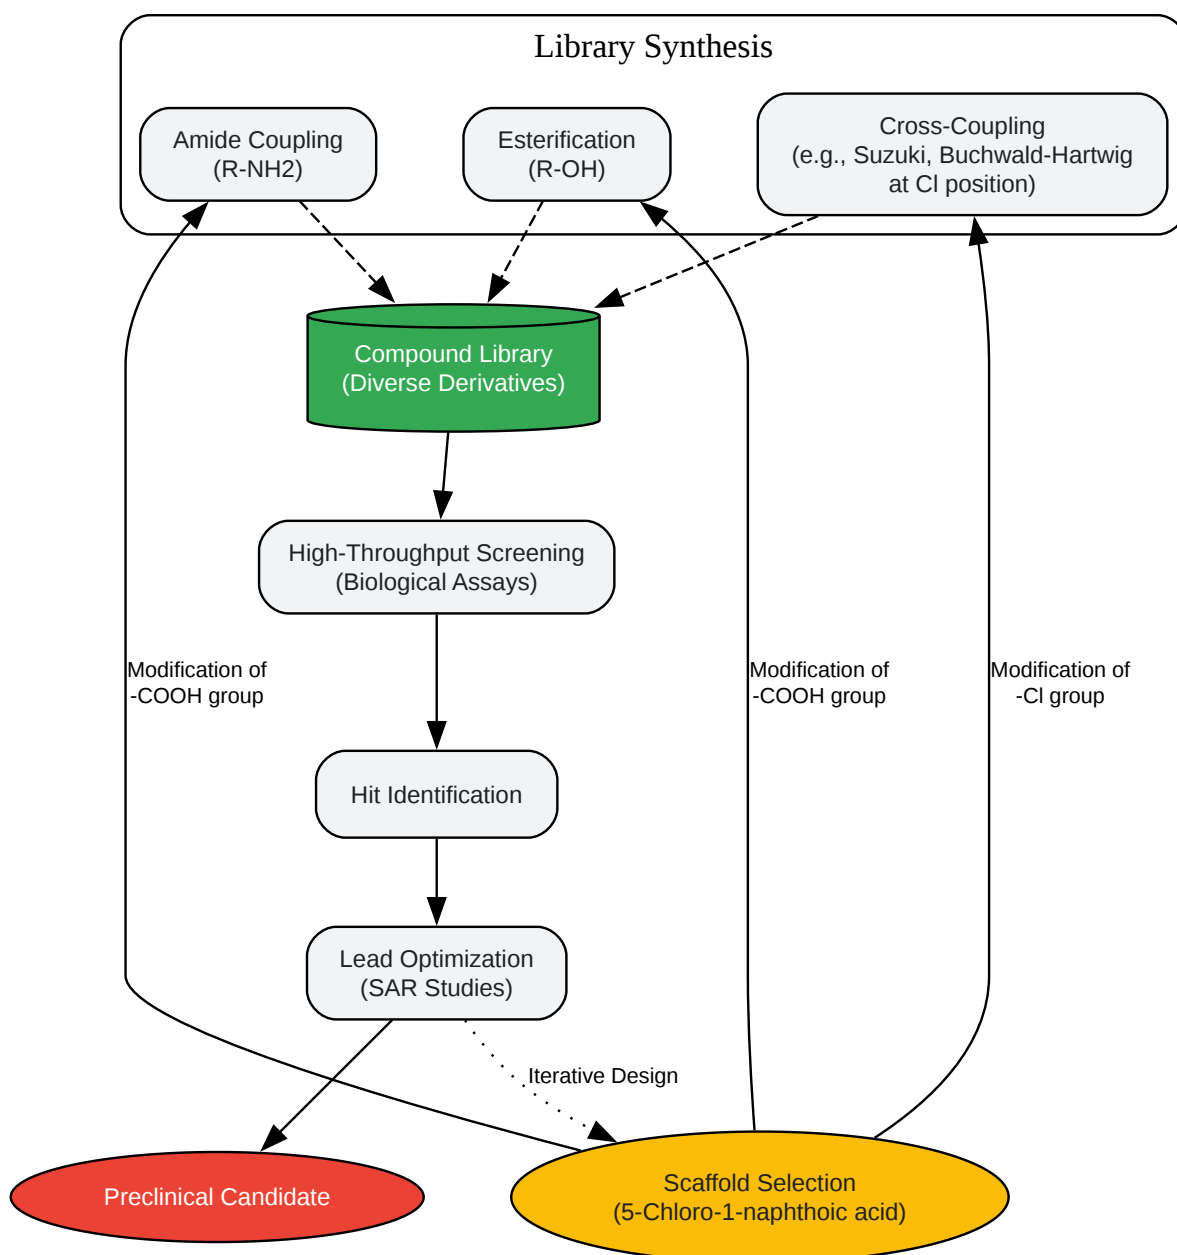 Library Synthesis
Amide Coupling
(R-NH2)
Esterification
(R-OH)
Cross-Coupling
(e.g., Suzuki, Buchwald-Hartwig
at Cl position)
Compound Library
(Diverse Derivatives)
High-Throughput Screening
(Biological Assays)
Modification of
-COOH group
Modification of
-COOH group
Modification of
-Cl group
Hit Identification
Lead Optimization
(SAR Studies)
Iterative Design
Preclinical Candidate
Scaffold Selection
(5-Chloro-1-naphthoic acid)